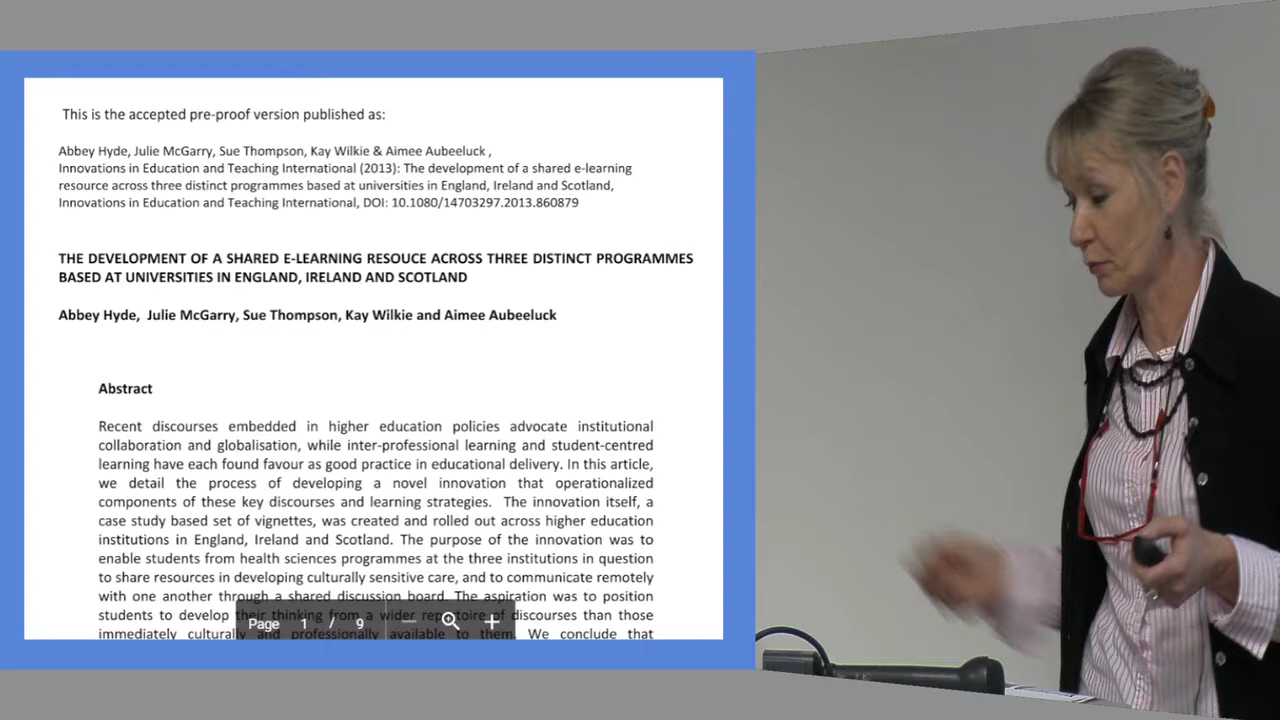 This is the accepted pre-proof version published as:
Abbey Hyde, Julie McGarry, Sue Thompson, Kay Wilkie & Aimee Aubeeluck ,
Innovations in Education and Teaching International (2013): The development of a shared e-learning
resource across three distinct programmes based at universities in England, Ireland and Scotland,
Innovations in Education and Teaching International, DOI: 10.1080/14703297.2013.860879
THE DEVELOPMENT OF A SHARED E-LEARNING RESOUCE ACROSS THREE DISTINCT PROGRAMMES
BASED AT UNIVERSITIES IN ENGLAND, IRELAND AND SCOTLAND
Abbey Hyde, Julie McGarry, Sue Thompson, Kay Wilkie and Aimee Aubeeluck
Abstract
Recent discourses embedded in higher education policies advocate institutional
collaboration and globalisation, while inter-professional learning and student-centred
learning have each found favour as good practice in educational delivery. In this article,
we detail the process of developing a novel innovation that operationalized
components of these key discourses and learning strategies. The innovation itself, a
case study based set of vignettes, was created and rolled out across higher education
institutions in England, Ireland and Scotland. The purpose of the innovation was to
enable students from health sciences programmes at the three institutions in question
to share resources in developing culturally sensitive care, and to communicate remotely
with one another through a shared discussion board. The aspiration was to position
students to develop their thinking from a wider repertoire of discourses than those
immediately culturally and professionally available to them. We conclude that
Page 1 / 9